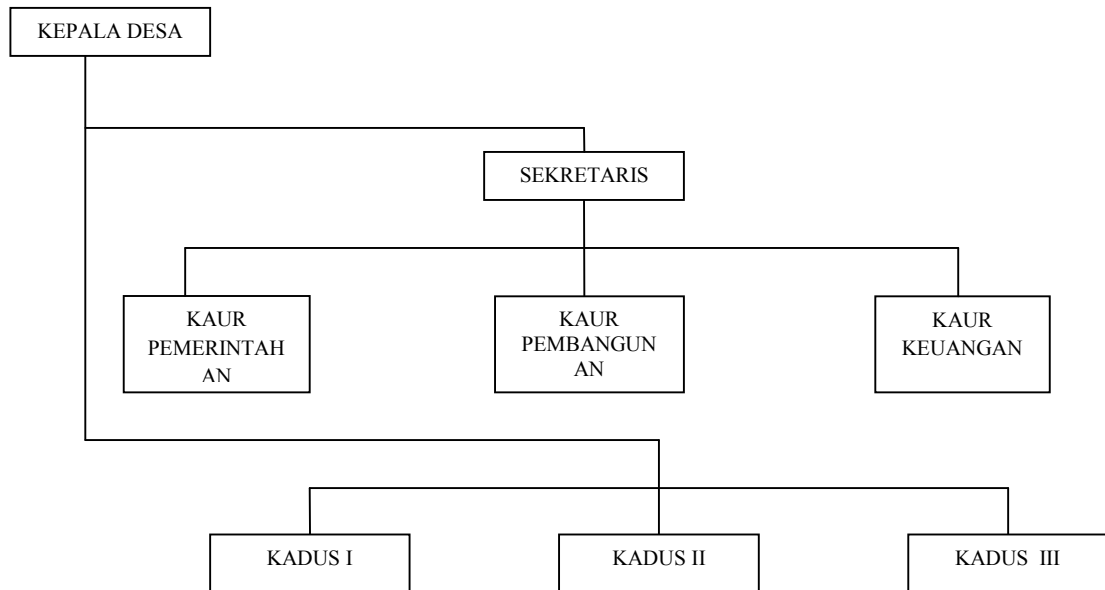 KEPALA DESA
SEKRETARIS
KAUR
PEMERINTAH
AN
KAUR
PEMBANGUN
AN
KAUR
KEUANGAN
KADUS I
KADUS II
KADUS  III